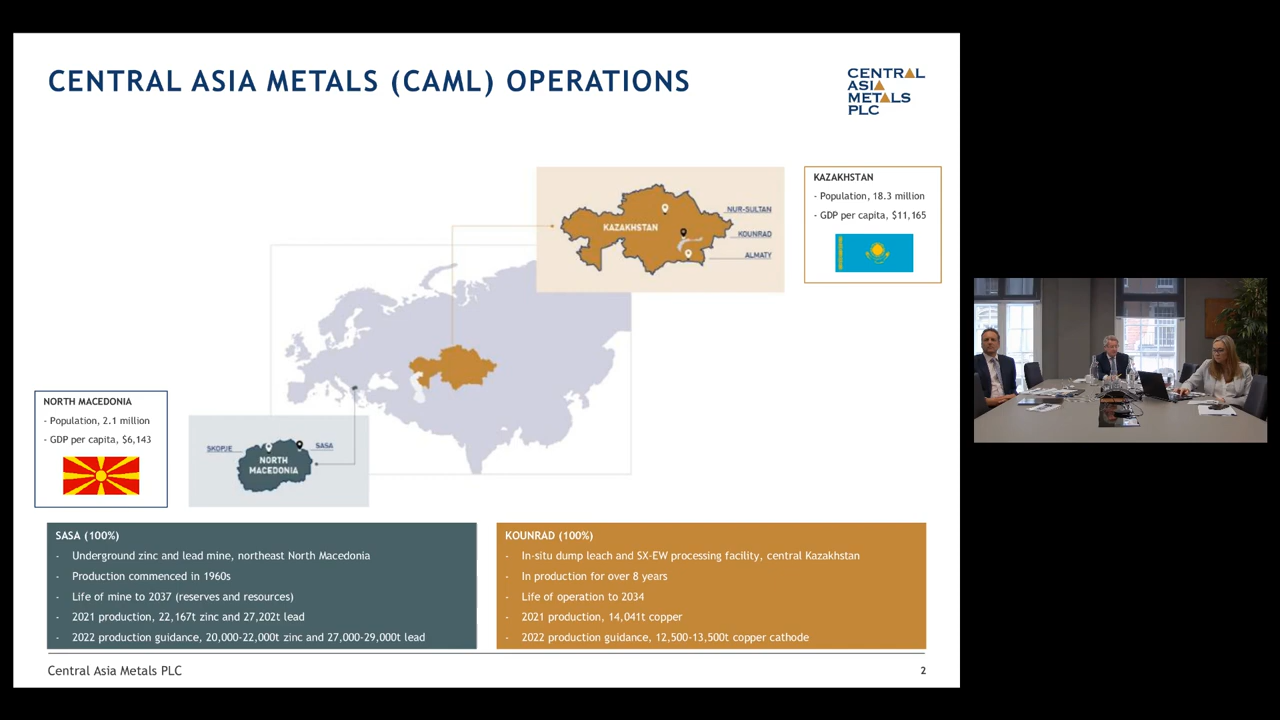 CENTRAL ASIA METALS (CAML) OPERATIONS
CENTRAL
ASIA
METALS
PLC
KAZAKHSTAN
- Population, 18.3 million
- GDP per capita, $11,165
KAZAKHSTAN
NUR-SULTAN
KOUNRAD
ALMATY
NORTH MACEDONIA
- Population, 2.1 million
- GDP per capita, $6,143
SKOPJE
SASA
NORTH
MACEDONIA
SASA (100%)
- Underground zinc and lead mine, northeast North Macedonia
- Production commenced in 1960s
- Life of mine to 2037 (reserves and resources)
- 2021 production, 22,167t zinc and 27,202t lead
- 2022 production guidance, 20,000-22,000t zinc and 27,000-29,000t lead
KOUNRAD (100%)
- In-situ dump leach and SX-EW processing facility, central Kazakhstan
- In production for over 8 years
- Life of operation to 2034
- 2021 production, 14,041t copper
- 2022 production guidance, 12,500-13,500t copper cathode
Central Asia Metals PLC
2